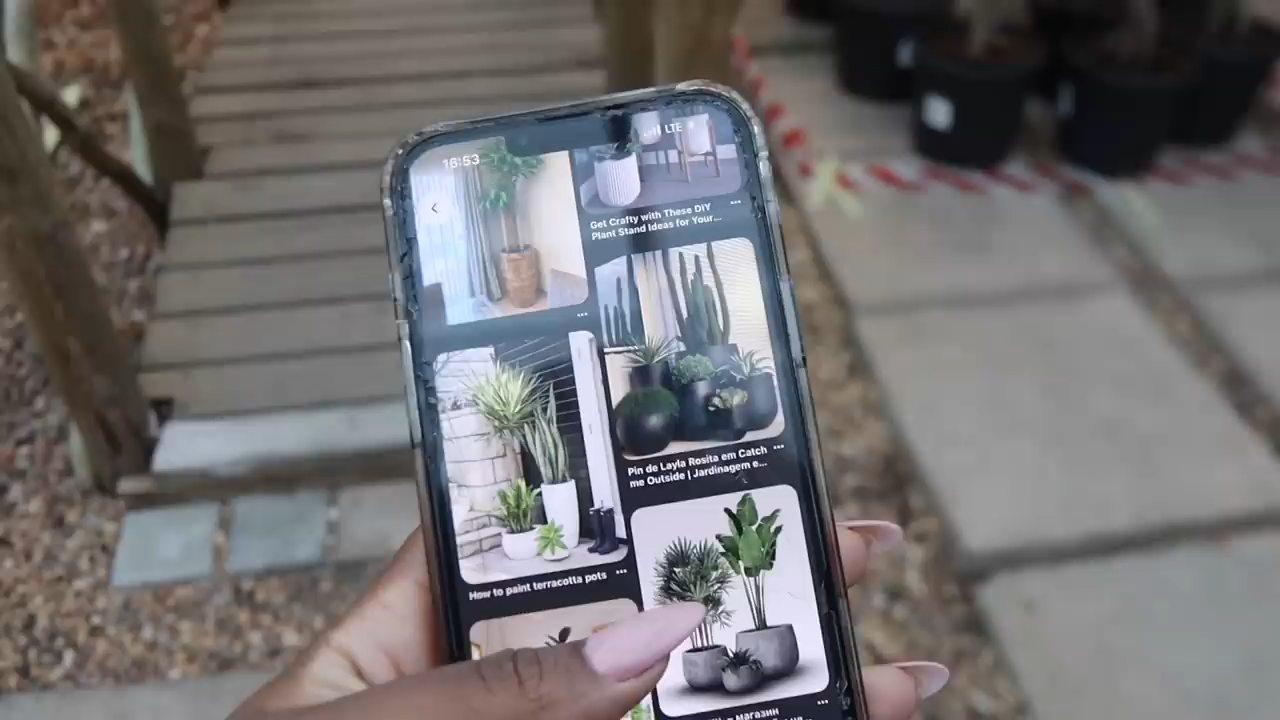 16:53
LTE
Get Crafty with These DIY
Plant Stand Ideas for Your...
Pin de Layla Rosita em Catch
me Outside | Jardinagem e...
How to paint terracotta pots
магазин